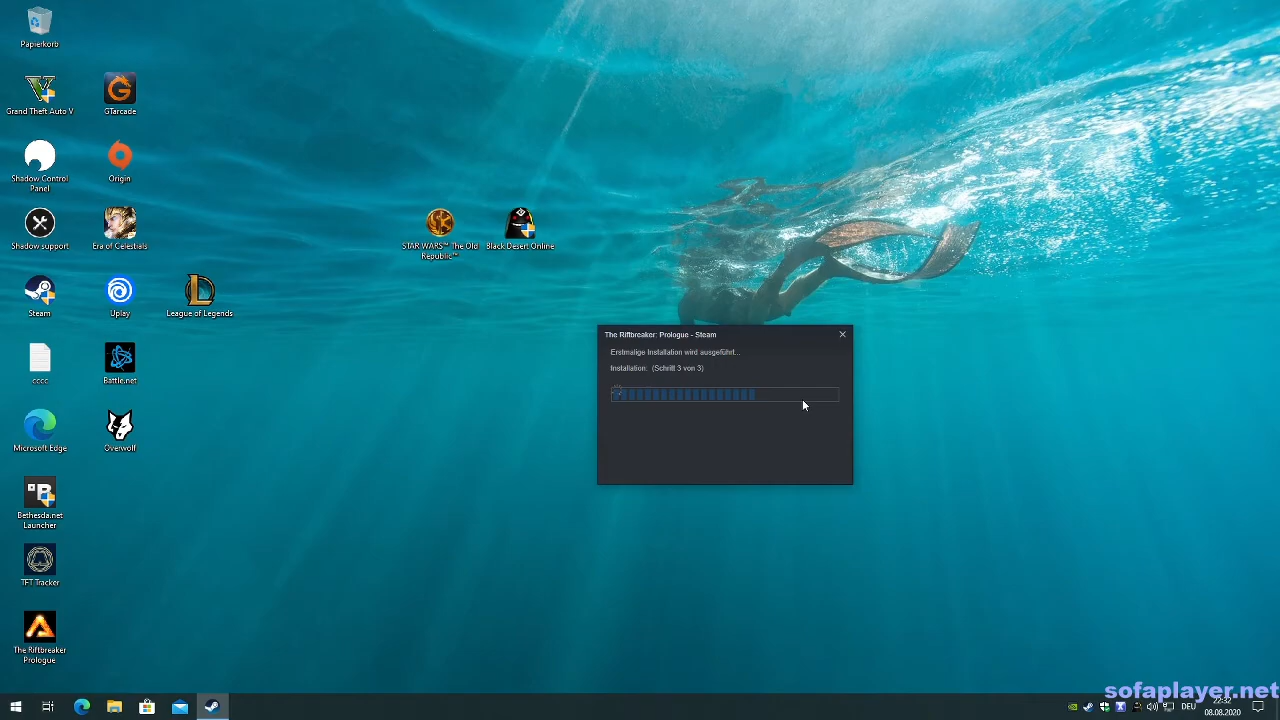 Papierkorb
Grand Theft Auto V
GTarcade
Shadow Control
Panel
Origin
Shadow support
Era of Celestials
STAR WARS™ The Old
Republic™
Black Desert Online
Steam
Uplay
League of Legends
The Riftbreaker: Prologue - Steam
Erstmalige Installation wird ausgeführt...
Installation: (Schritt 3 von 3)
cccc
Battle.net
Microsoft Edge
Overwolf
Bethesda.net
Launcher
TFT Tracker
The Riftbreaker
Prologue
sofaplayer.net
DEU
22:32
08.08.2020